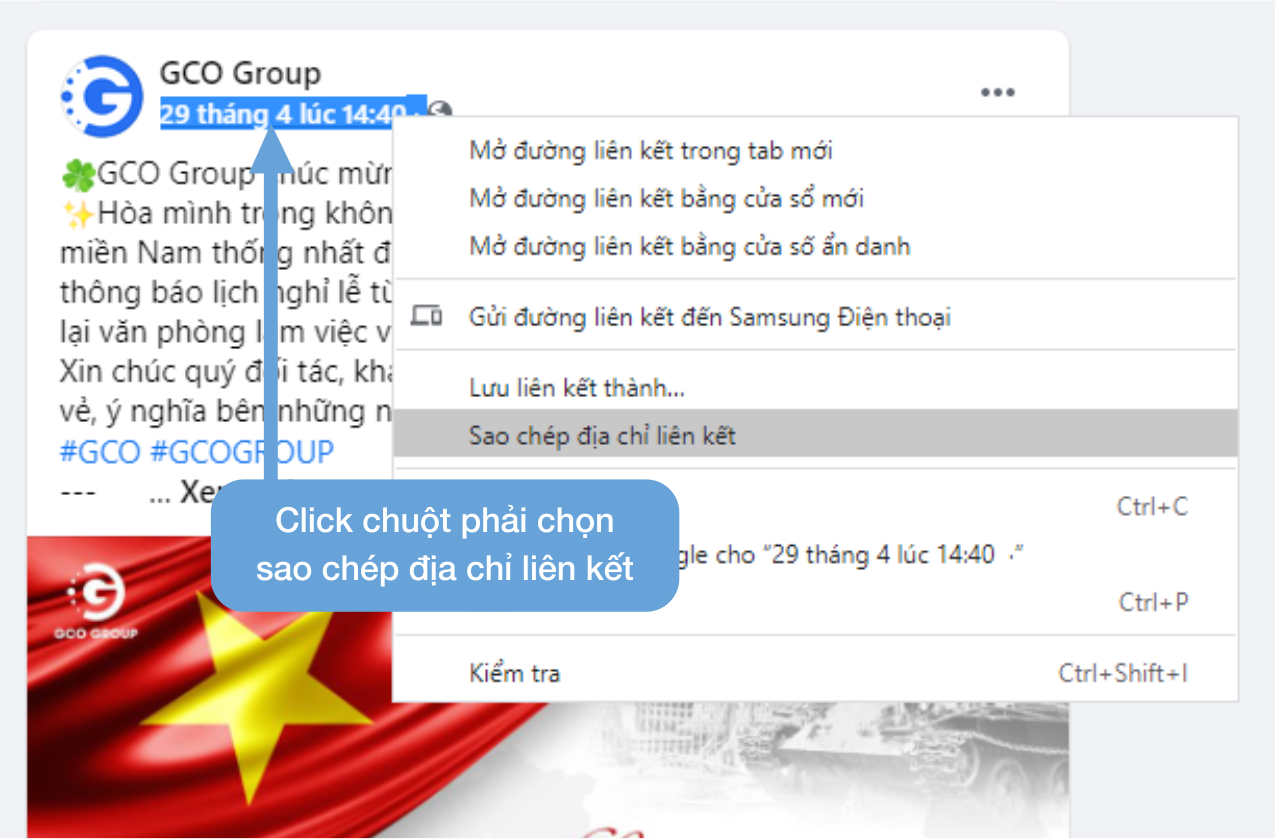 GCO Group
29 tháng 4 lúc 14:40 ·
GCO Group húc mừn
Hòa mình trong khôn
miền Nam thống nhất đ
thông báo lịch nghỉ lễ từ
lại văn phòng làm việc v
Xin chúc quý đối tác, khá
vẻ, ý nghĩa bên những n
#GCO #GCOGROUP
--- ...
Mở đường liên kết trong tab mới
Mở đường liên kết bằng cửa sổ mới
Mở đường liên kết bằng cửa số ẩn danh
Gửi đường liên kết đến Samsung Điện thoại
Lưu liên kết thành...
Sao chép địa chỉ liên kết
Ctrl+C
gle cho “29 tháng 4 lúc 14:40 ·”
Ctrl+P
Kiểm tra Ctrl+Shift+I
Click chuột phải chọn
sao chép địa chỉ liên kết
GCO GROUP